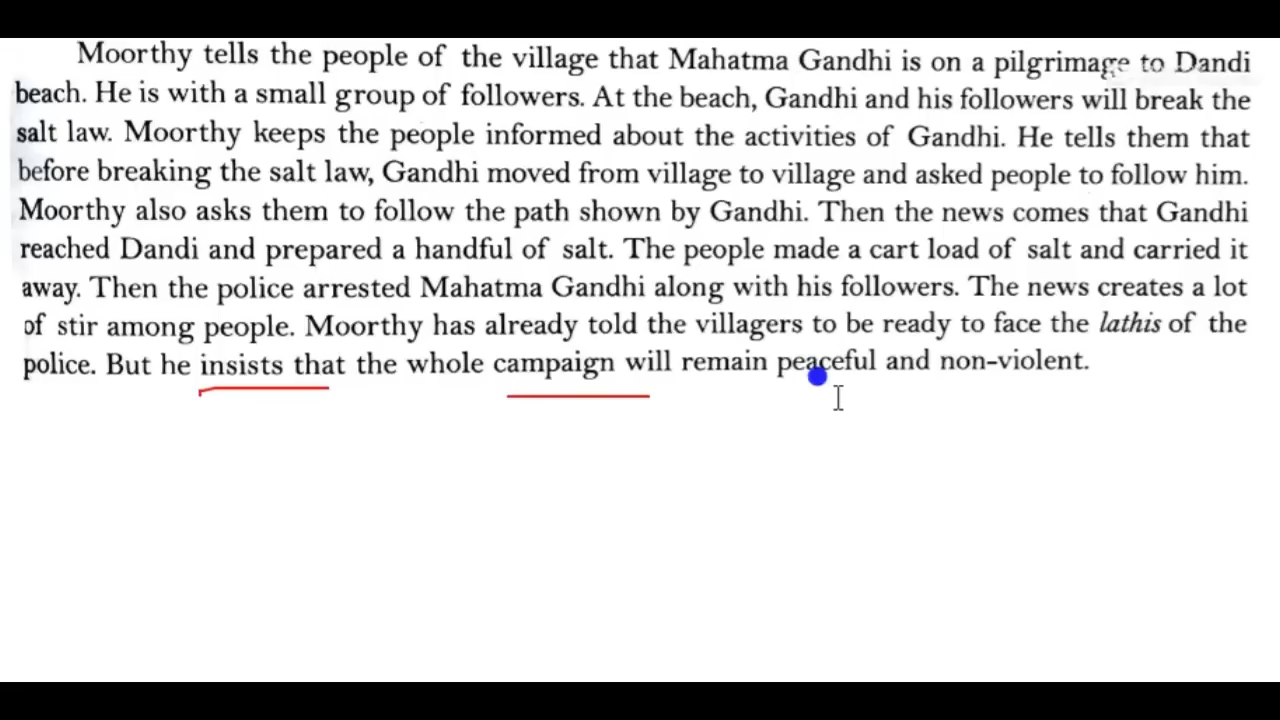 Moorthy tells the people of the village that Mahatma Gandhi is on a pilgrimage to Dandi
beach. He is with a small group of followers. At the beach, Gandhi and his followers will break the
salt law. Moorthy keeps the people informed about the activities of Gandhi. He tells them that
before breaking the salt law, Gandhi moved from village to village and asked people to follow him.
Moorthy also asks them to follow the path shown by Gandhi. Then the news comes that Gandhi
reached Dandi and prepared a handful of salt. The people made a cart load of salt and carried it
away. Then the police arrested Mahatma Gandhi along with his followers. The news creates a lot
of stir among people. Moorthy has already told the villagers to be ready to face the lathis of the
police. But he insists that the whole campaign will remain peaceful and non-violent.